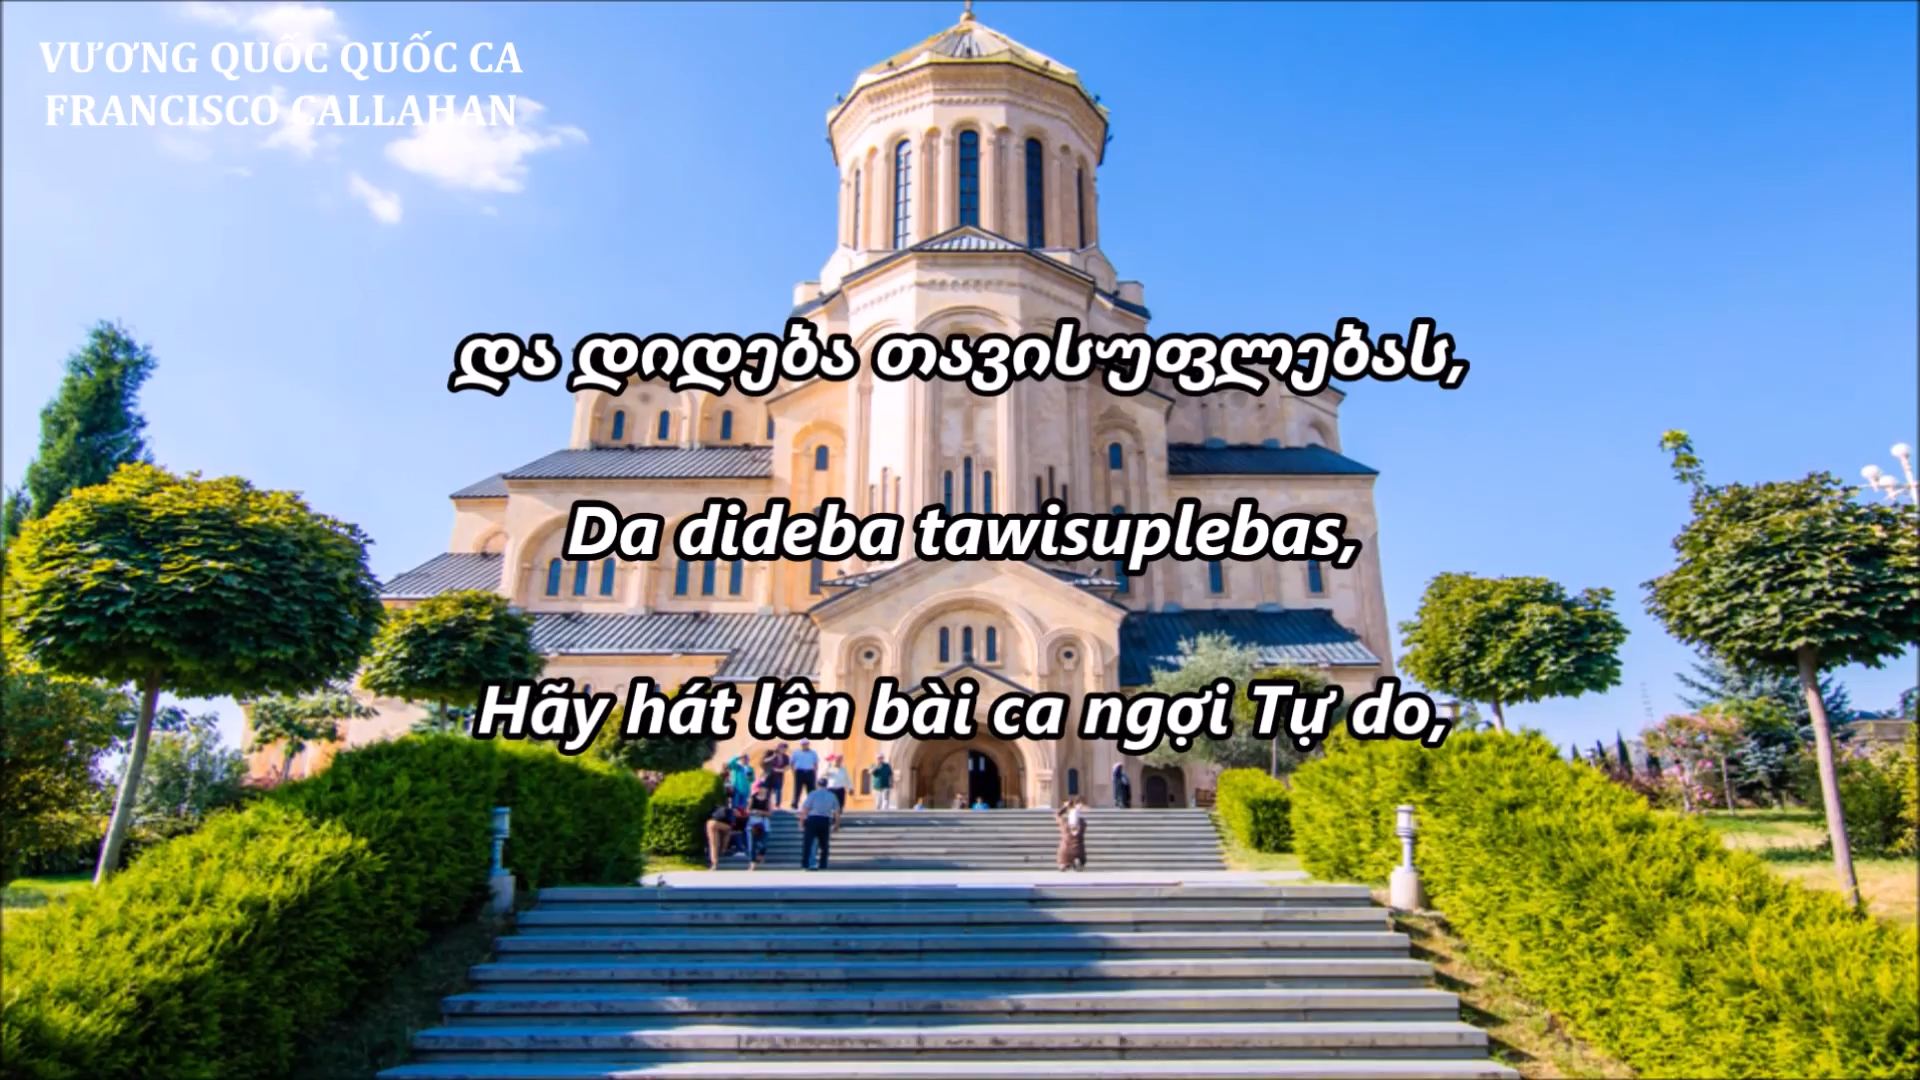 VƯƠNG QUỐC QUỐC CA
FRANCISCO CALLAHAN
და დიდება თავისუფლებას,
Da dideba tawisuplebas,
Hãy hát lên bài ca ngợi Tự do,